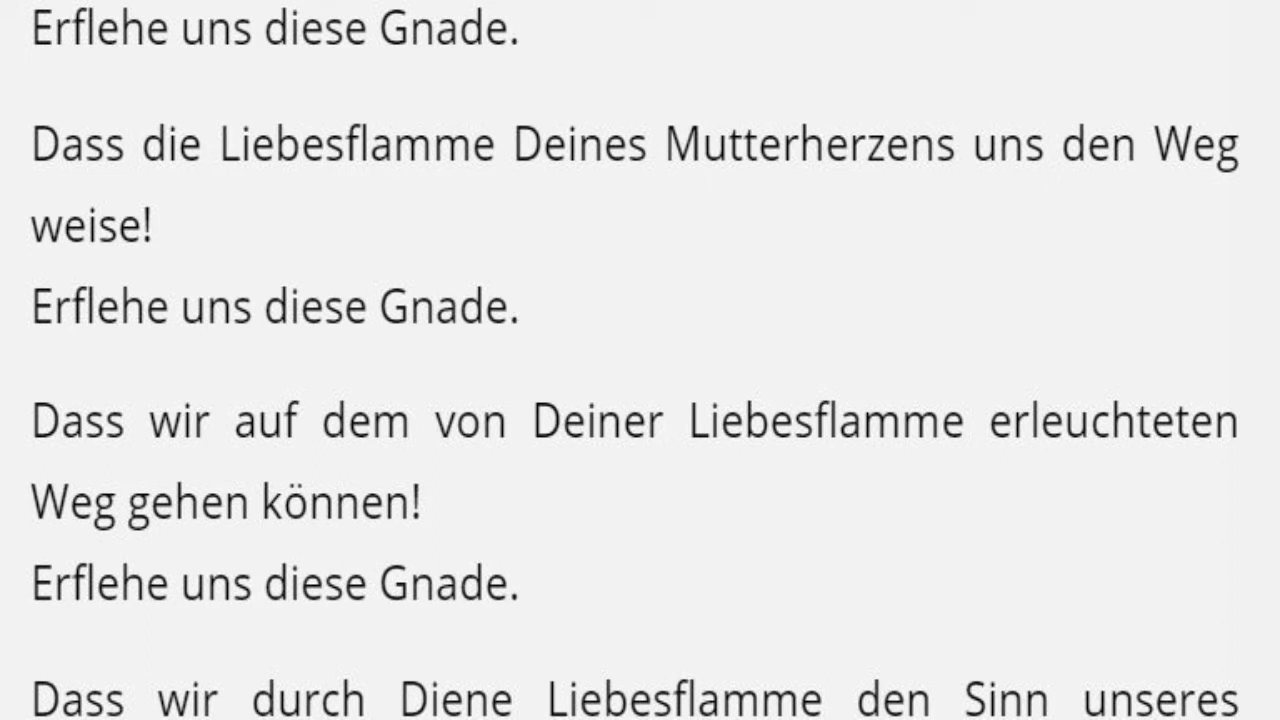 Erflehe uns diese Gnade.
Dass die Liebesflamme Deines Mutterherzens uns den Weg
weise!
Erflehe uns diese Gnade.
Dass wir auf dem von Deiner Liebesflamme erleuchteten
Weg gehen können!
Erflehe uns diese Gnade.
Dass wir durch Diene Liebesflamme den Sinn unseres